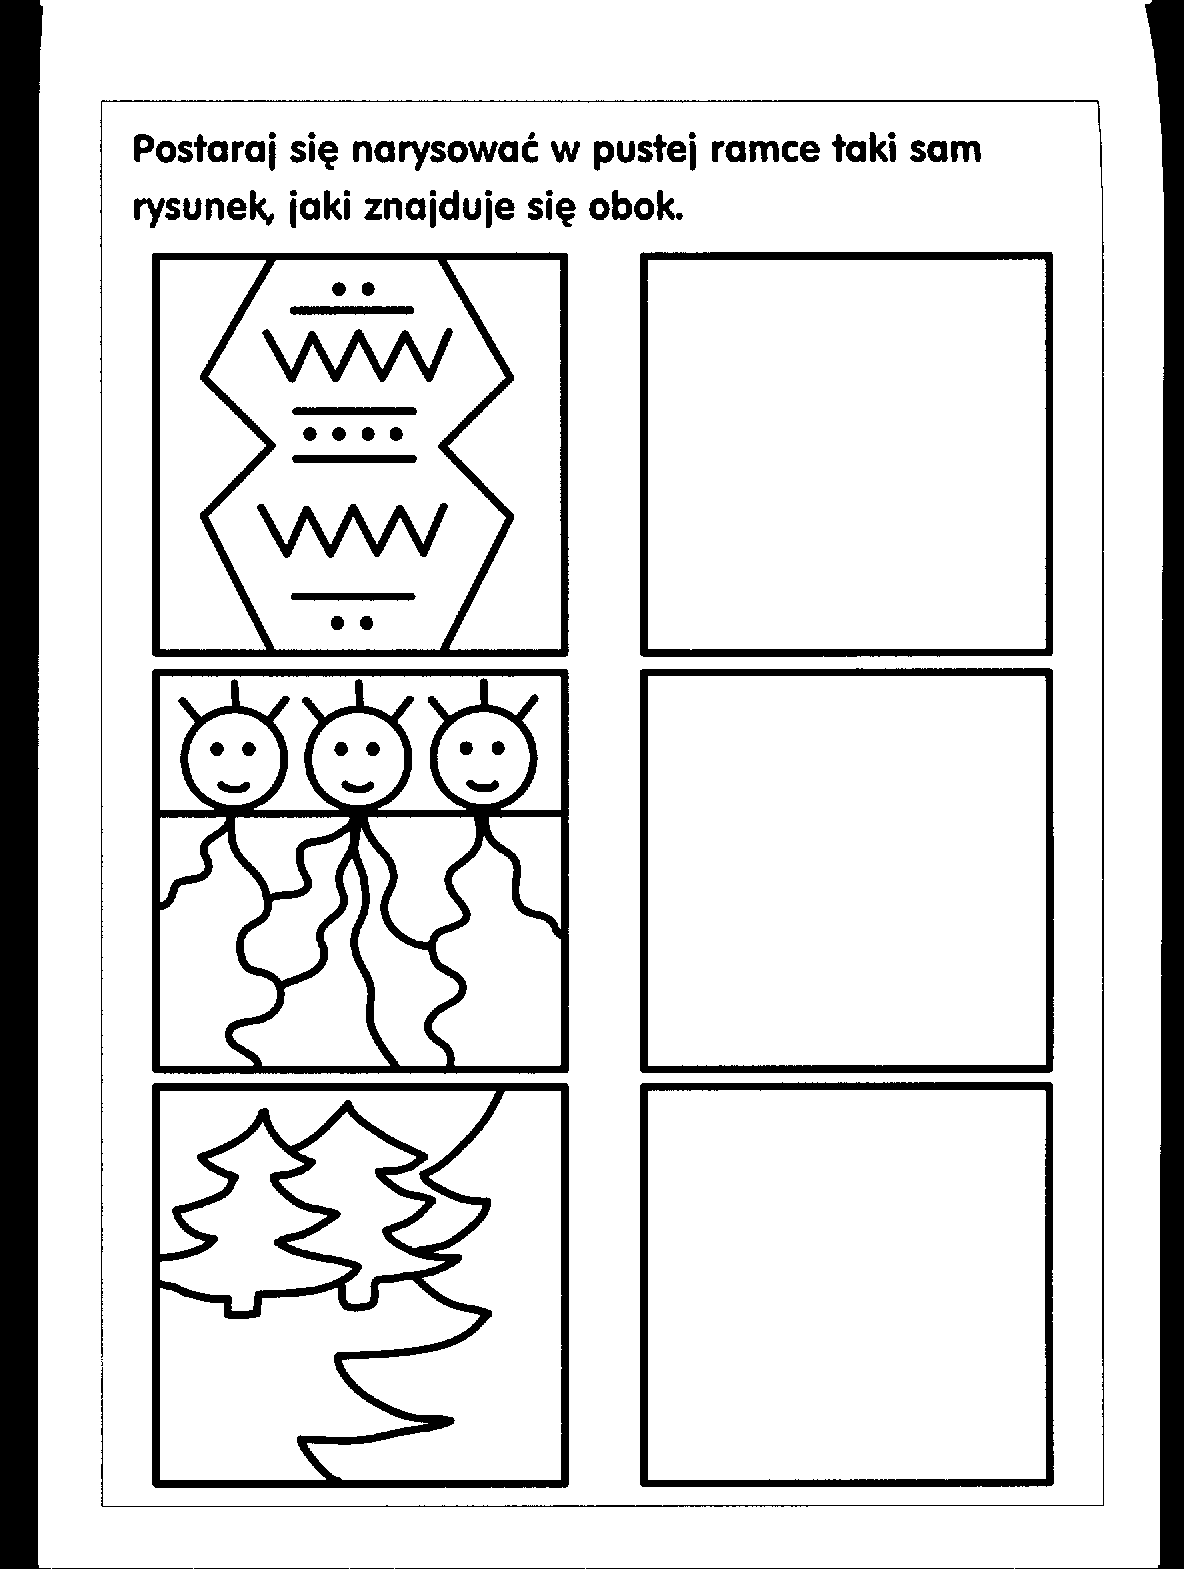 Postaraj się narysować w pustej ramce taki sam
rysunek, jaki znajduje się obok.